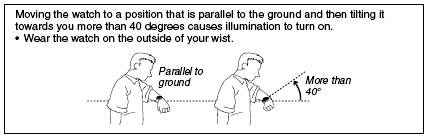 Moving the watch to a position that is parallel to the ground and then tilting it
towards you more than 40 degrees causes illumination to turn on.
• Wear the watch on the outside of your wist.
Parallel to
ground
More than
40°